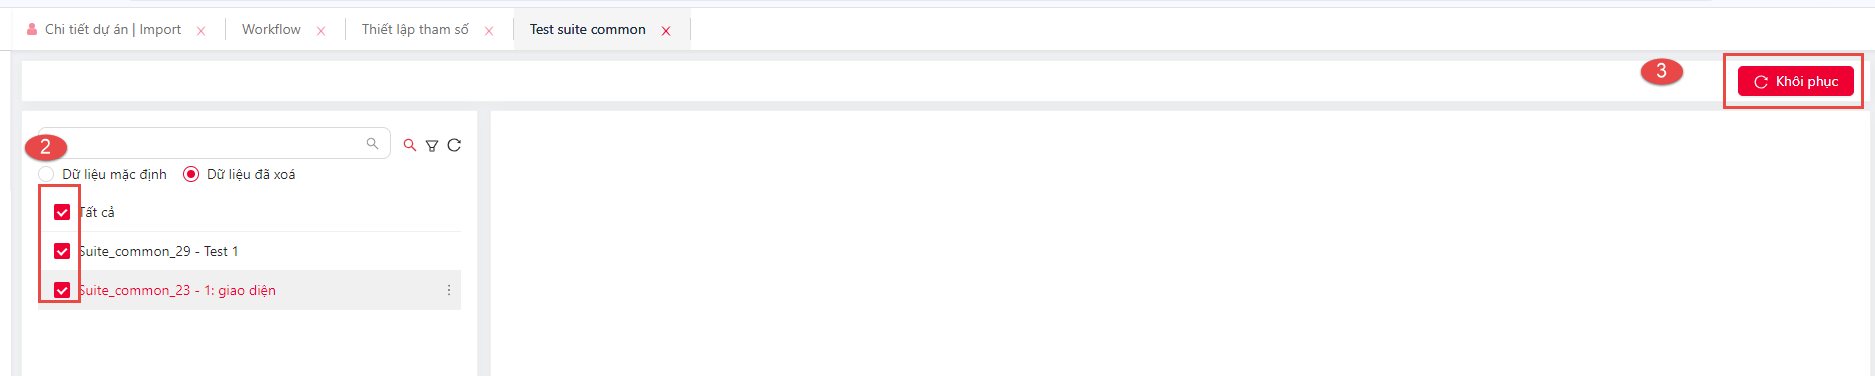 Chi tiết dự án | Import
Workflow
Thiết lập tham số
Test suite common
3
Khôi phục
2
Dữ liệu mặc định
Dữ liệu đã xoá
Tất cả
Suite_common_29 - Test 1
Suite_common_23 - 1: giao diện